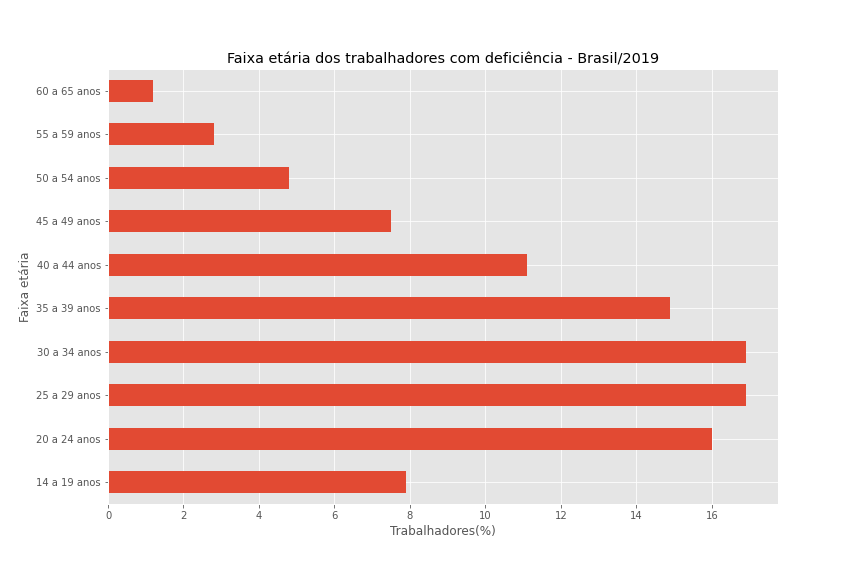 Faixa etária dos trabalhadores com deficiência - Brasil/2019
Faixa etária
60 a 65 anos
55 a 59 anos
50 a 54 anos
45 a 49 anos
40 a 44 anos
35 a 39 anos
30 a 34 anos
25 a 29 anos
20 a 24 anos
14 a 19 anos
0 2 4 6 8 10 12 14 16
Trabalhadores(%)